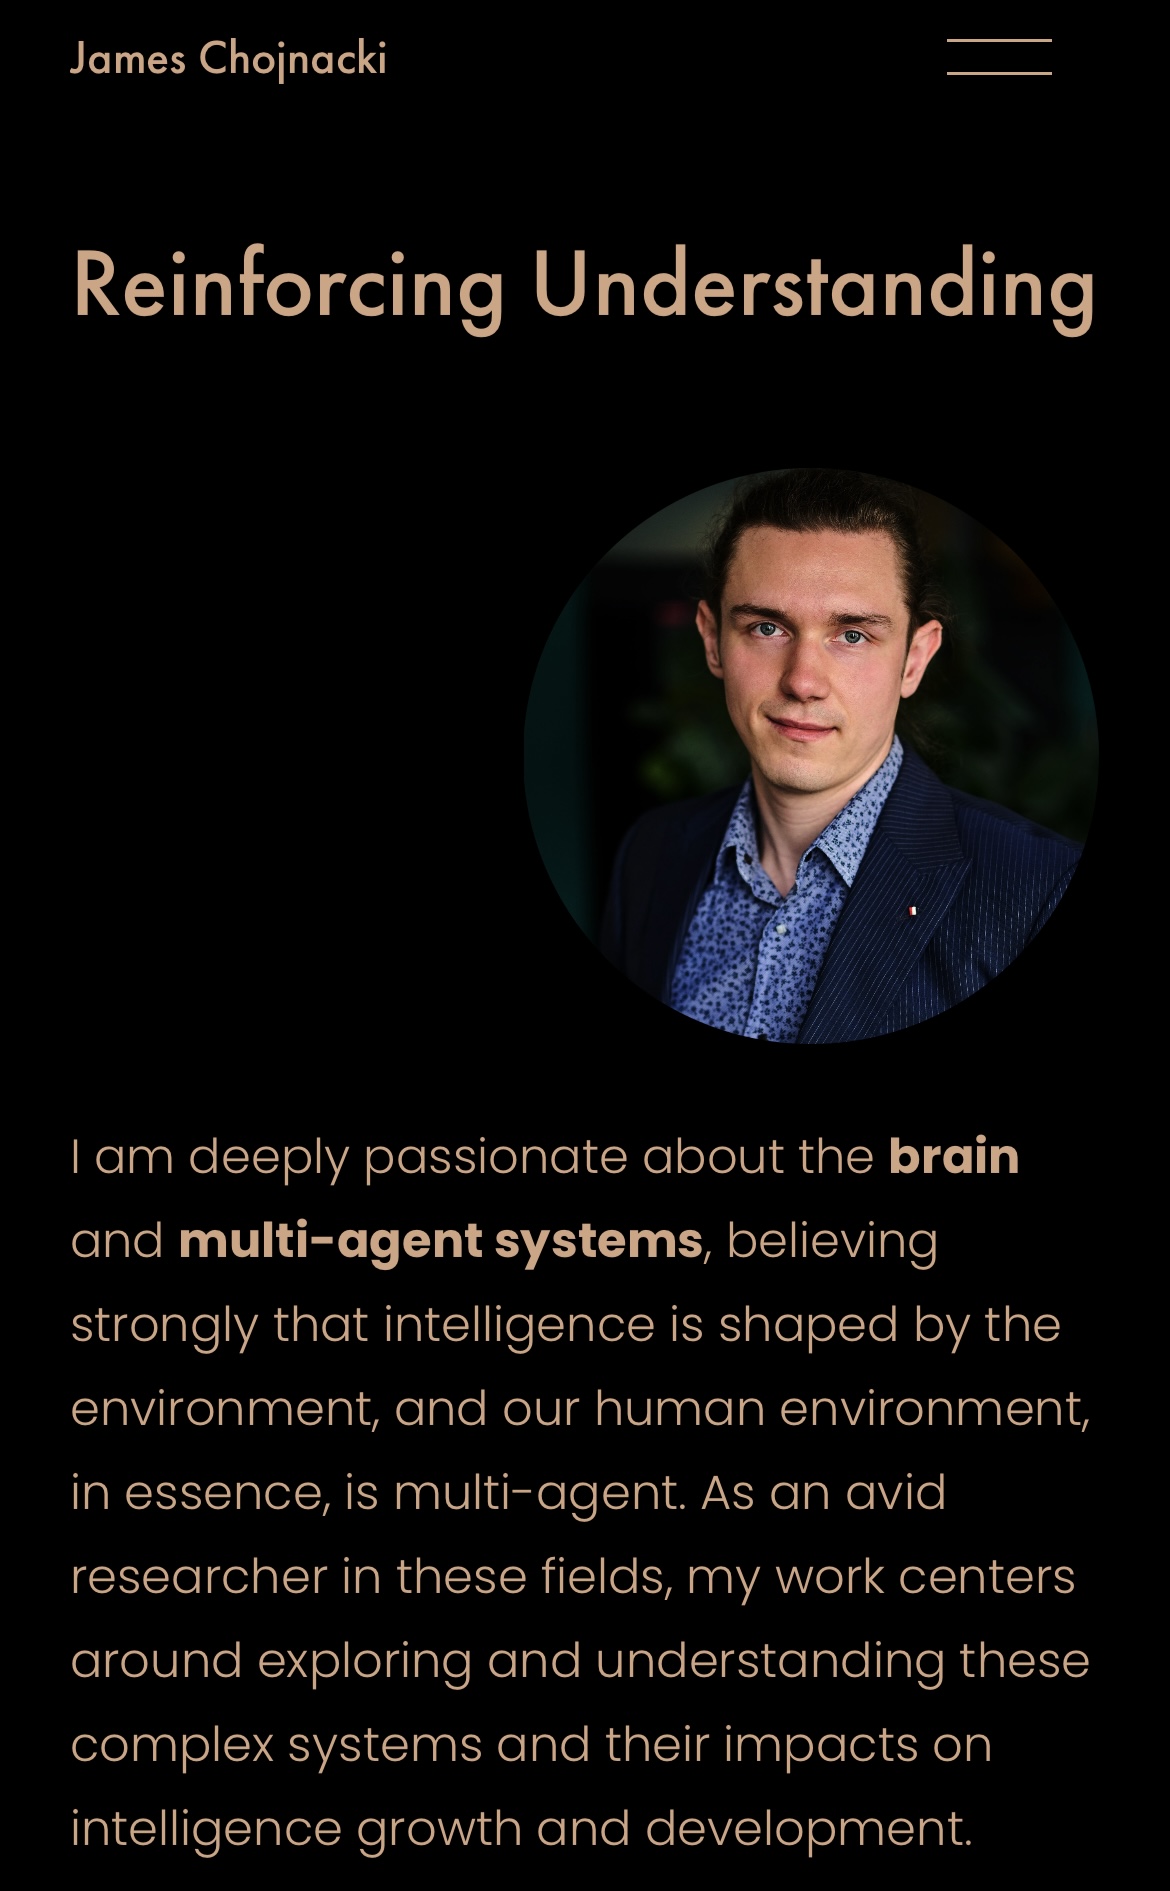 James Chojnacki
Reinforcing Understanding
I am deeply passionate about the brain
and multi-agent systems, believing
strongly that intelligence is shaped by the
environment, and our human environment,
in essence, is multi-agent. As an avid
researcher in these fields, my work centers
around exploring and understanding these
complex systems and their impacts on
intelligence growth and development.